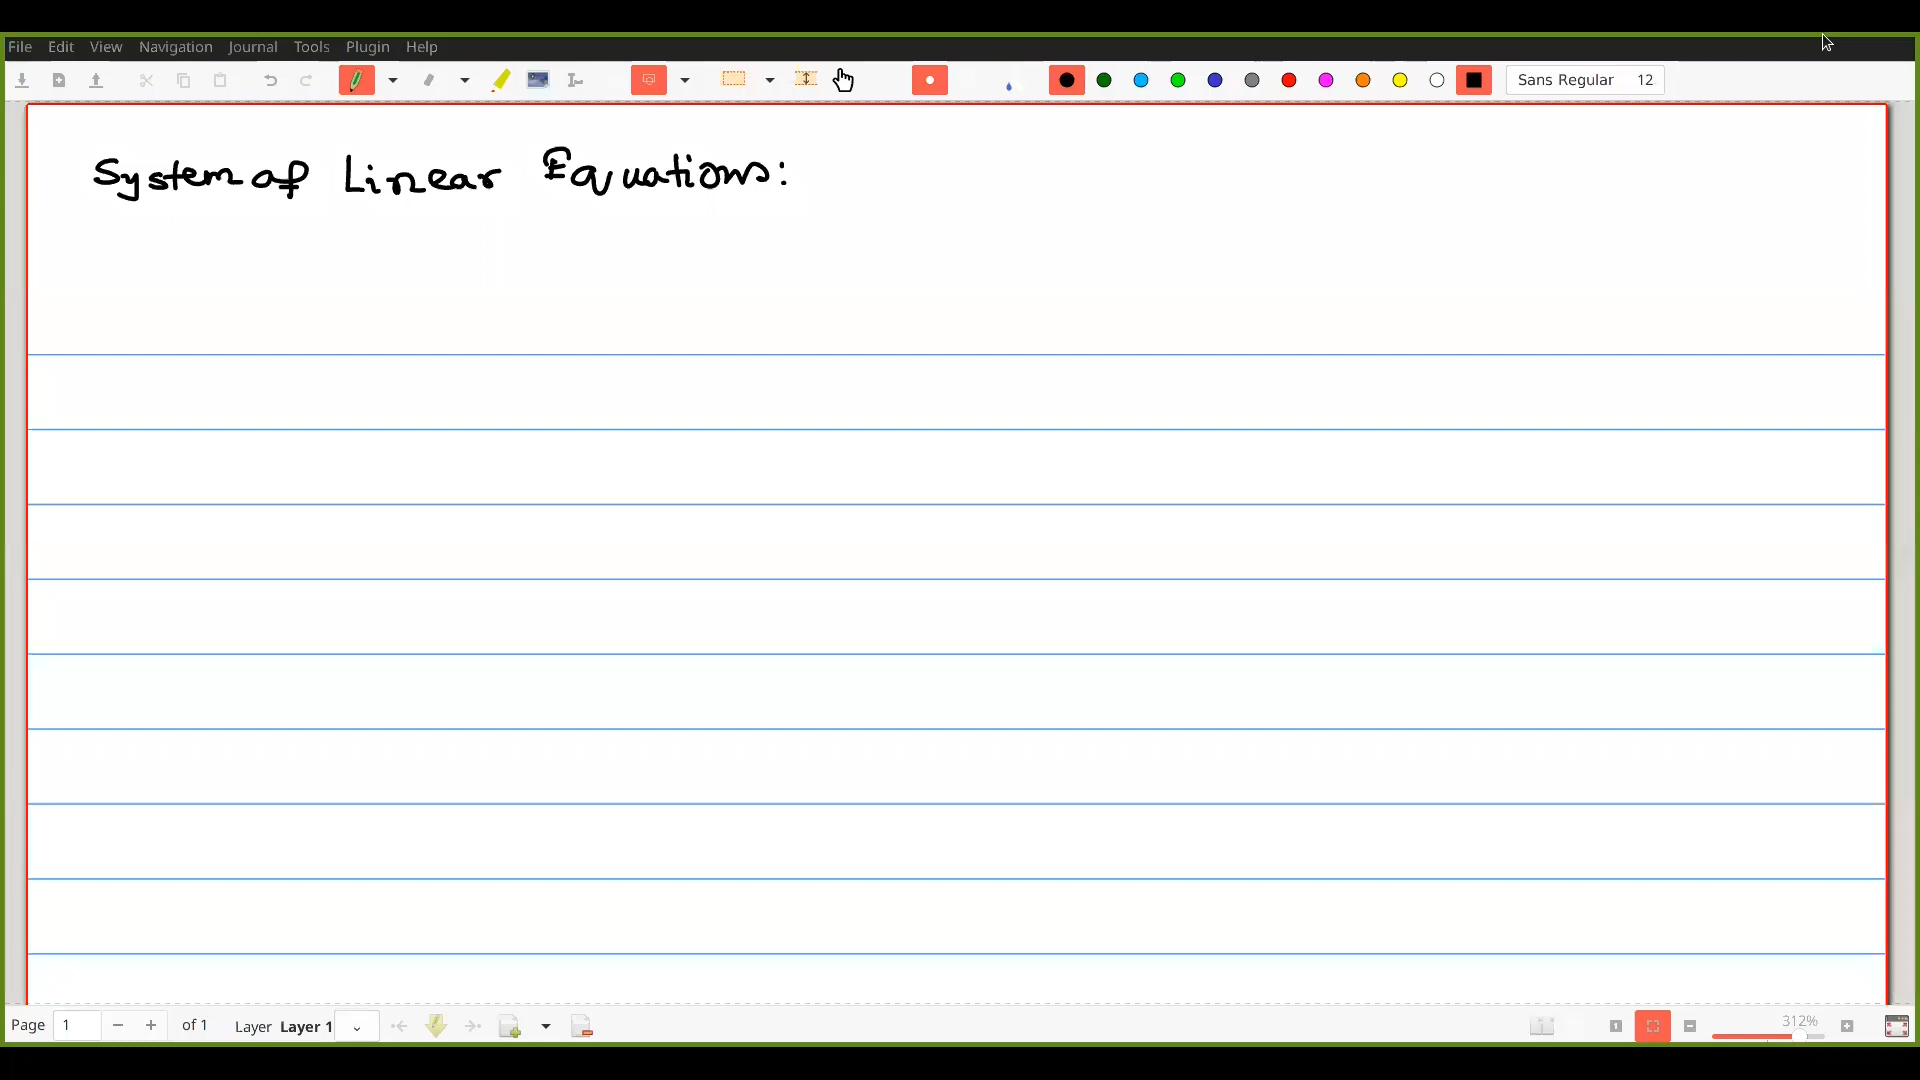 File Edit View Navigation Journal Tools Plugin Help
Sans Regular 12
System of Linear Equations:
Page 1 of 1 Layer Layer 1 312%